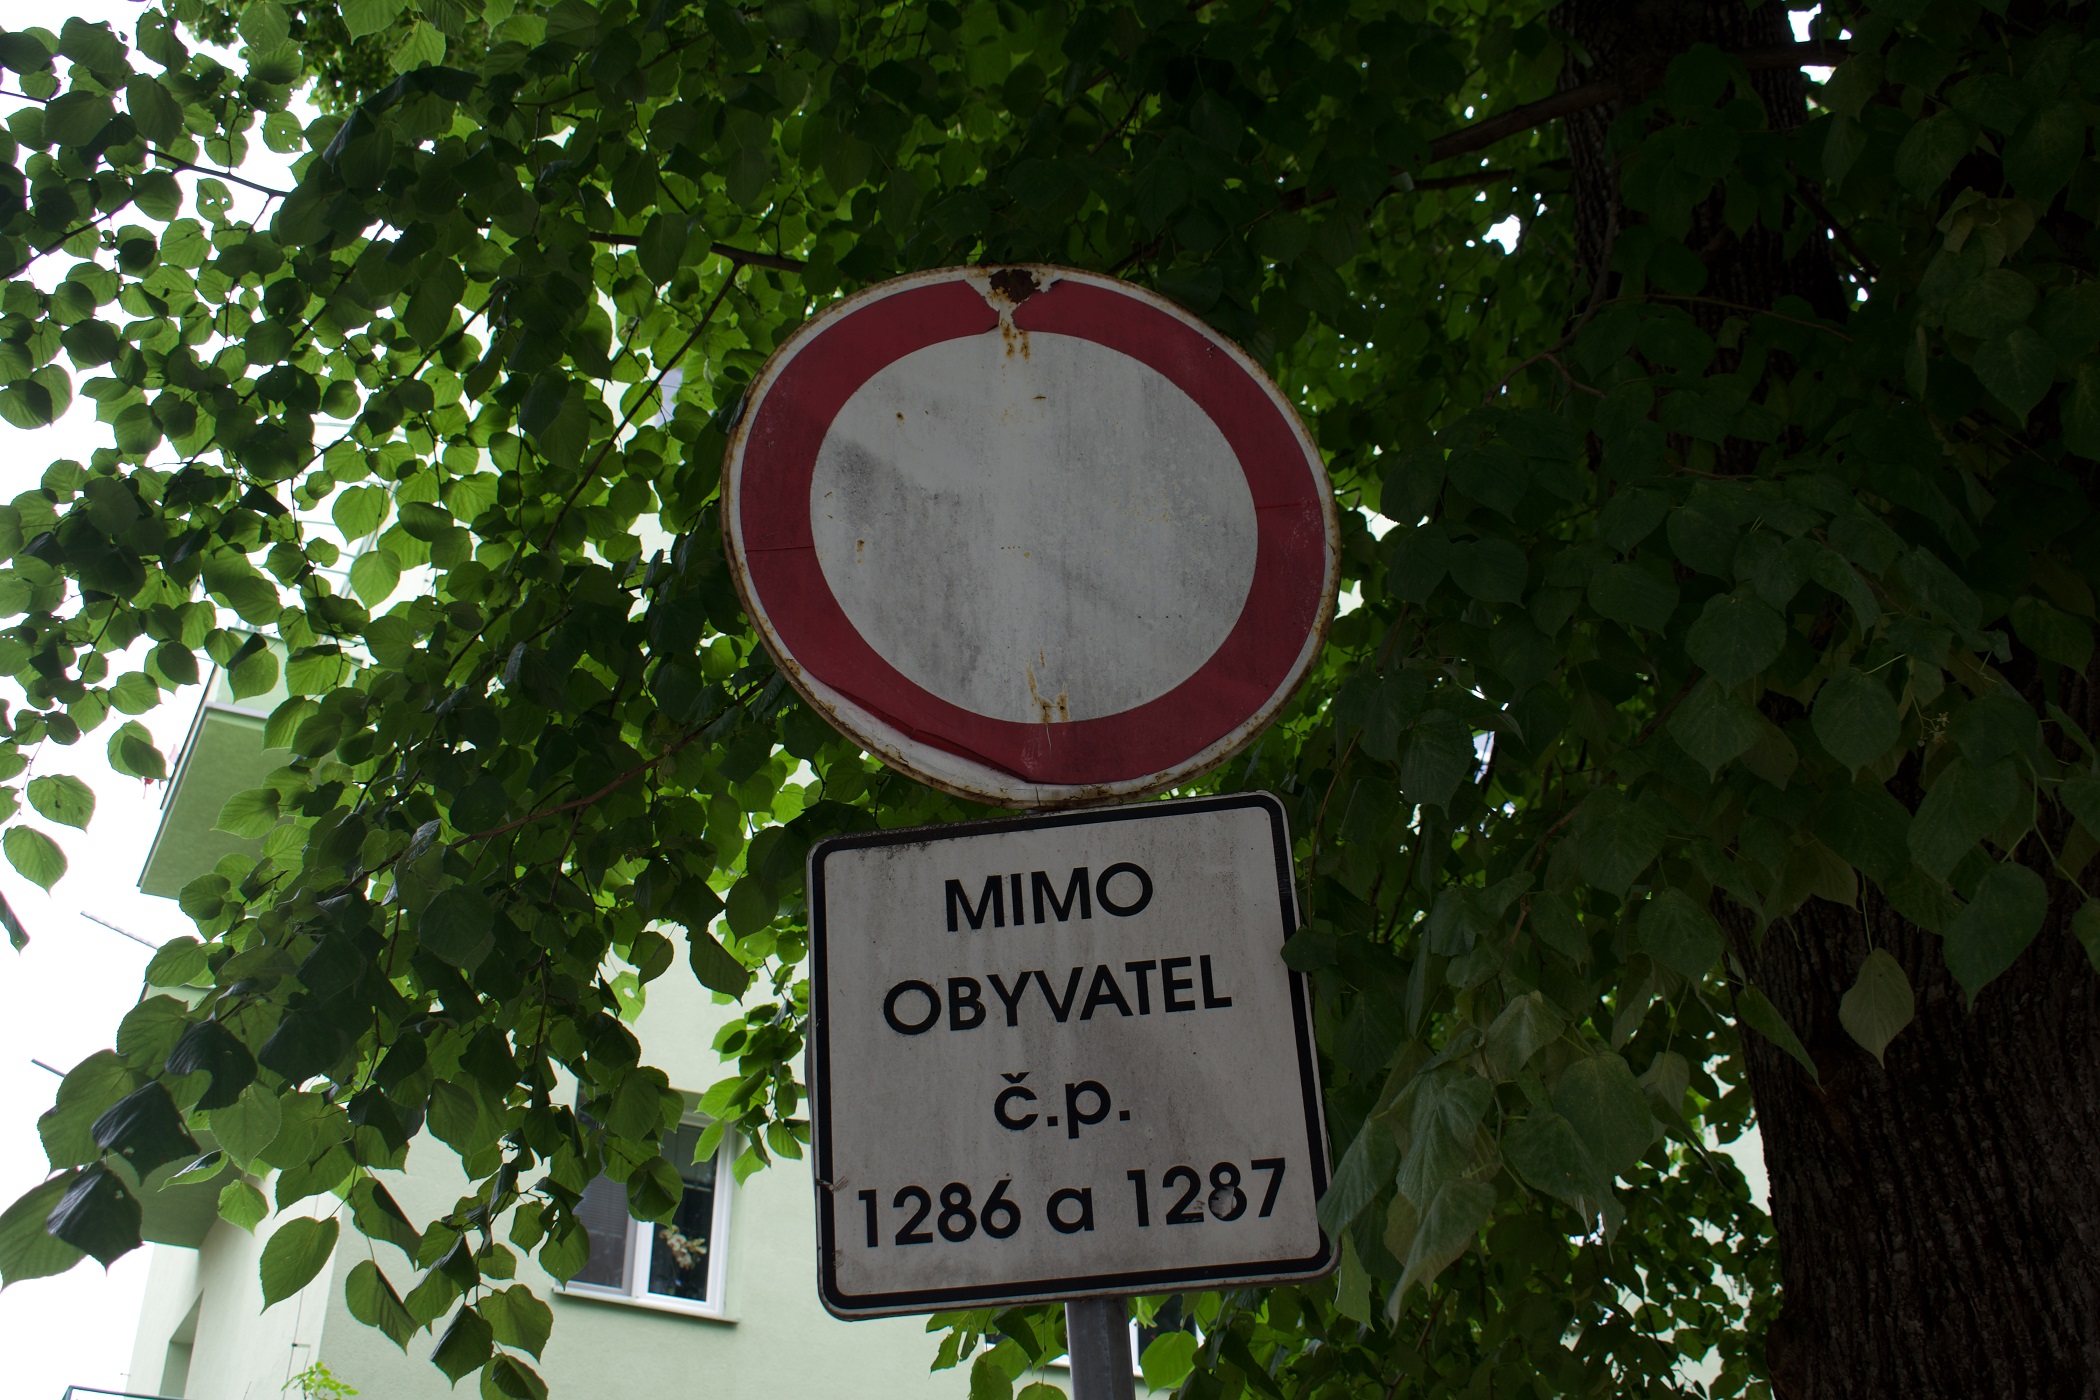 MIMO
OBYVATEL
č.p.
1286 a 1287